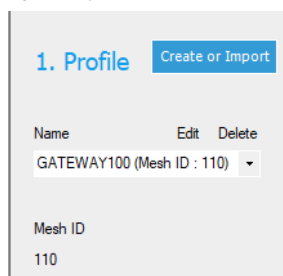 1. Profile Create or Import
Name Edit Delete
GATEWAY100 (Mesh ID : 110)
Mesh ID
110